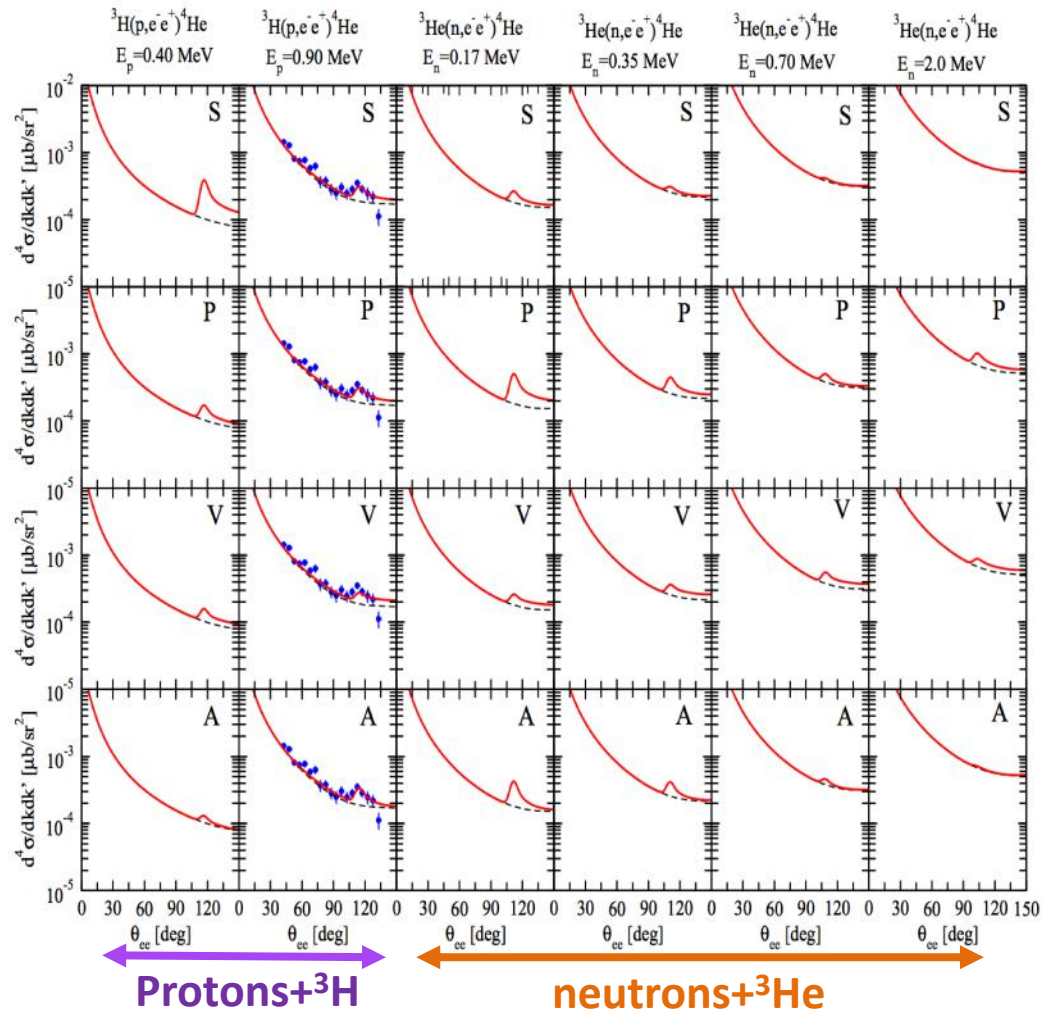 ³H(p,e⁻e⁺)⁴He ³H(p,e⁻e⁺)⁴He ³He(n,e⁻e⁺)⁴He ³He(n,e⁻e⁺)⁴He ³He(n,e⁻e⁺)⁴He ³He(n,e⁻e⁺)⁴He
Eₚ=0.40 MeV Eₚ=0.90 MeV Eₙ=0.17 MeV Eₙ=0.35 MeV Eₙ=0.70 MeV Eₙ=2.0 MeV
10⁻²
S S S S S S
10⁻³
d⁴σ/dkdk’ [μb/sr²]
10⁻⁴
10⁻⁵
P P P P P P
10⁻³
d⁴σ/dkdk’ [μb/sr²]
10⁻⁴
10⁻⁵
V V V V V V
10⁻³
d⁴σ/dkdk’ [μb/sr²]
10⁻⁴
10⁻⁵
A A A A A A
10⁻³
d⁴σ/dkdk’ [μb/sr²]
10⁻⁴
10⁻⁵
0 30 60 90 120 0 30 60 90 120 0 30 60 90 120 0 30 60 90 120 0 30 60 90 120 0 30 60 90 120 150
θₑₑ [deg] θₑₑ [deg] θₑₑ [deg] θₑₑ [deg] θₑₑ [deg] θₑₑ [deg]
Protons+³H neutrons+³He